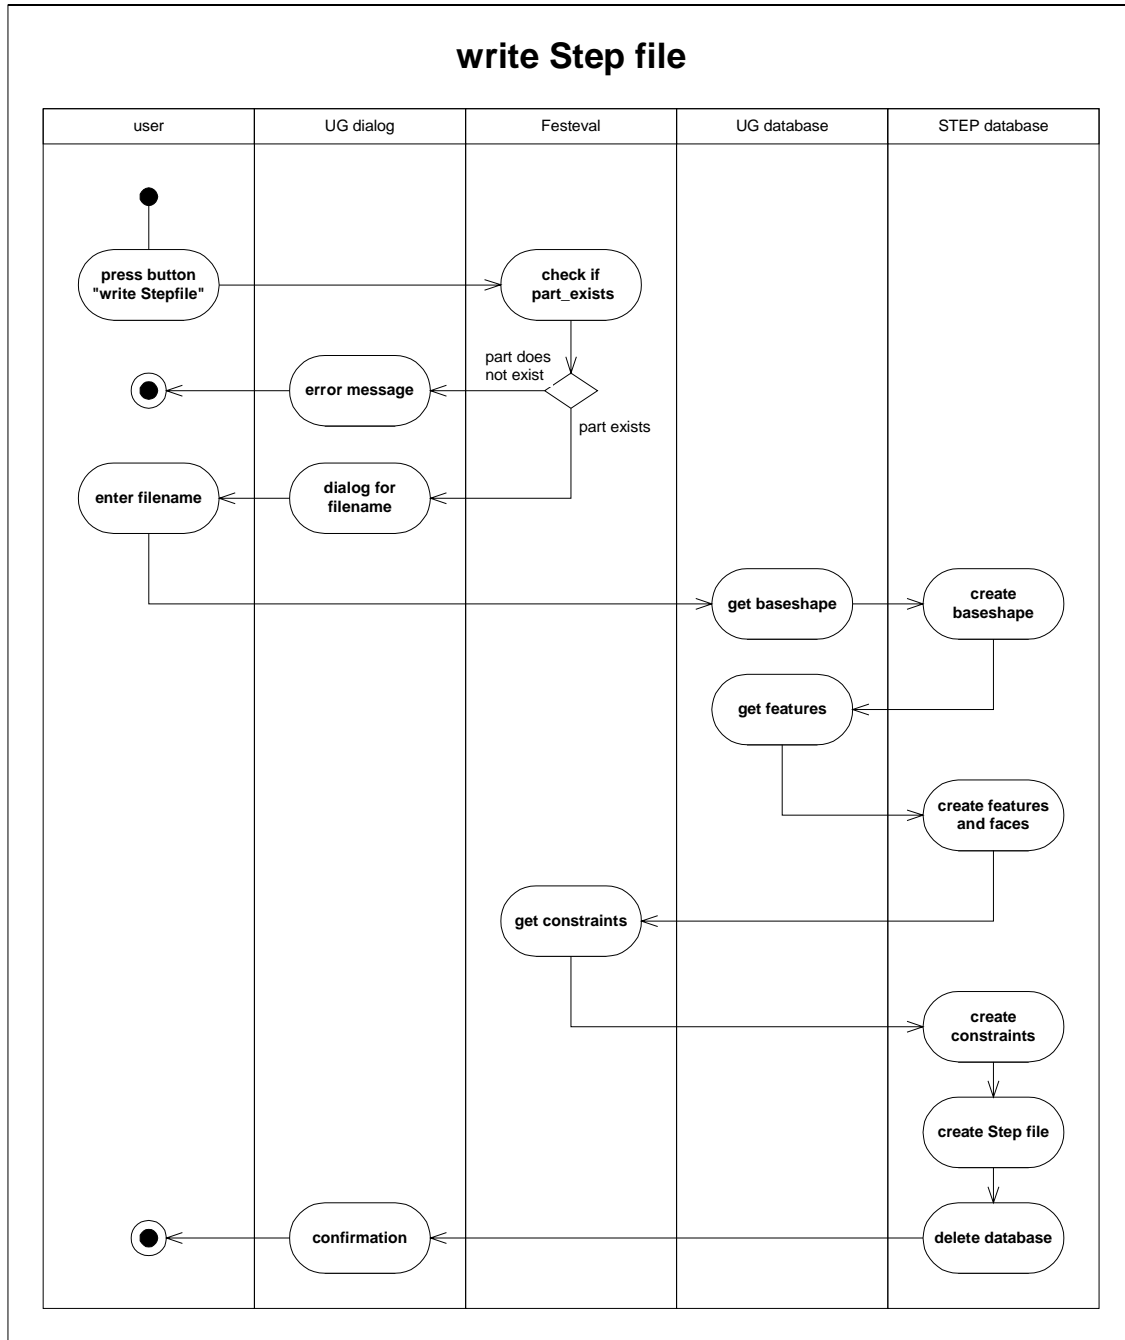 write Step file
user
UG dialog
Festeval
UG database
STEP database
press button
"write Stepfile"
check if
part_exists
part does
not exist
error message
part exists
enter filename
dialog for
filename
get baseshape
create
baseshape
get features
create features
and faces
get constraints
create
constraints
create Step file
confirmation
delete database